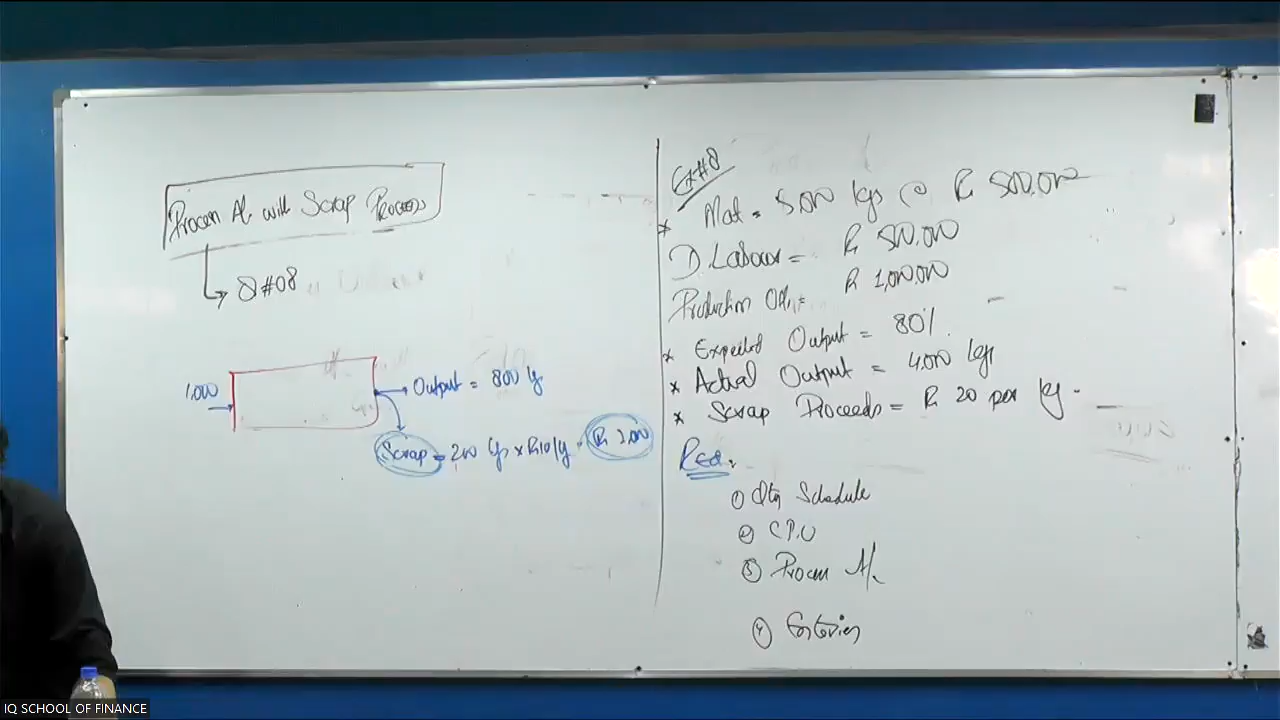 Process A/c with Scrap Process
Q#08
1,000
Output = 800 kg
Scrap = 200 kgs x Rs10/kg = Rs 2,000
Ex#8
* Mat = 5,000 kgs @ Rs 500,000
D. Labour = Rs 500,000
Production OH = Rs 1,000,000
* Expected Output = 80%
* Actual Output = 4,000 kgs
* Scrap Proceeds = Rs 20 per kg.
Req:
① Qty Schedule
② C.P.U
③ Process A/c
④ Entries
IQ SCHOOL OF FINANCE